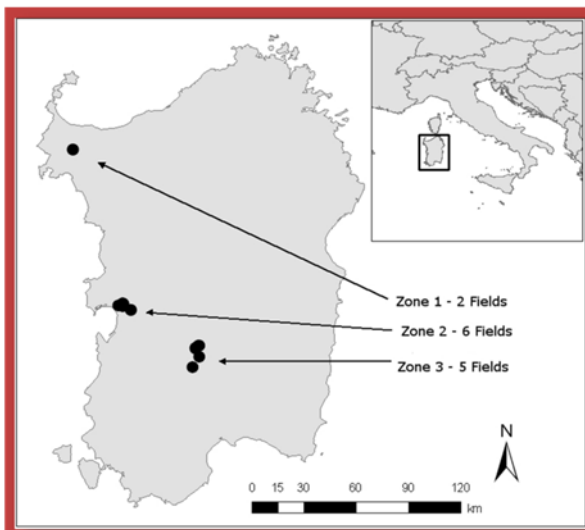 Zone 1 - 2 Fields
Zone 2 - 6 Fields
Zone 3 - 5 Fields
N
0 15 30 60 90 120
km